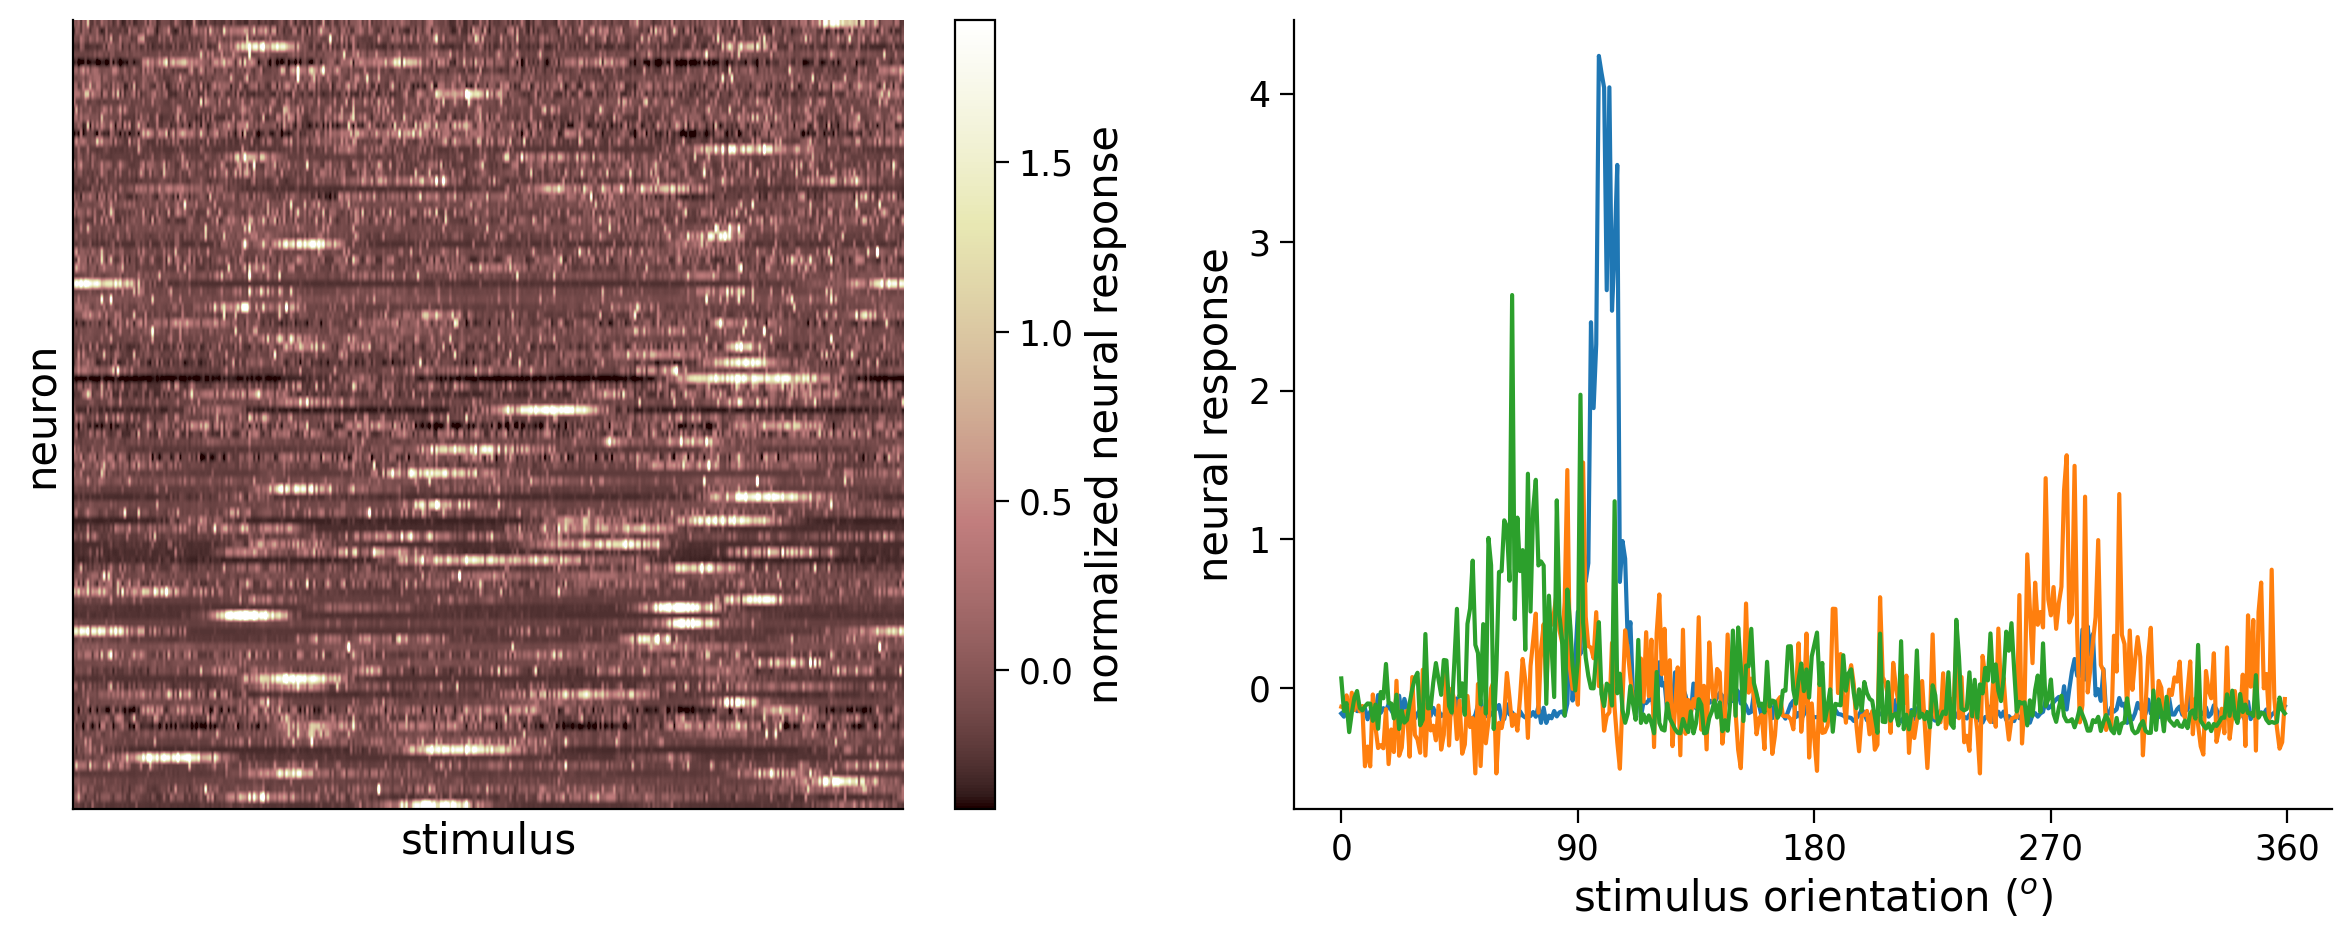 neuron
stimulus
1.5
1.0
0.5
0.0
normalized neural response
neural response
4
3
2
1
0
0 90 180 270 360
stimulus orientation (o)